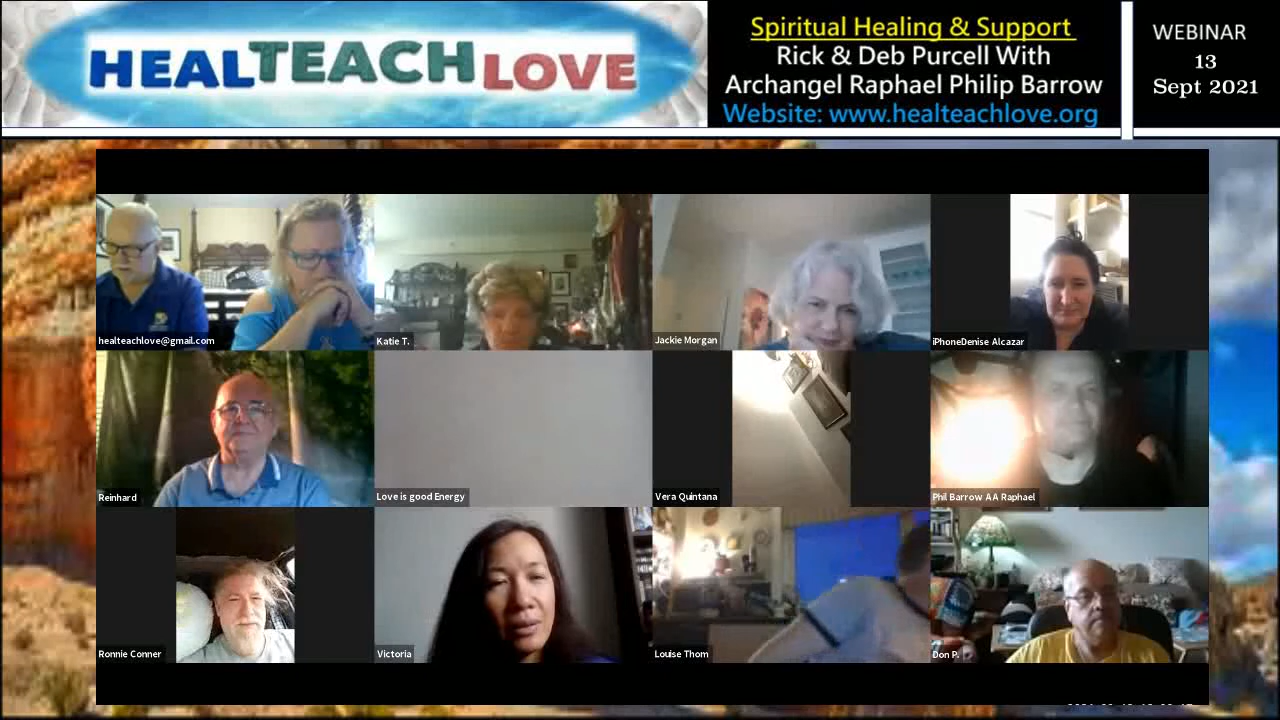 HEALTEACHLOVE
Spiritual Healing & Support
Rick & Deb Purcell With
Archangel Raphael Philip Barrow
Website: www.healteachlove.org
WEBINAR
13
Sept 2021
healteachlove@gmail.com
Katie T.
Jackie Morgan
iPhoneDenise Alcazar
Reinhard
Love is good Energy
Vera Quintana
Phil Barrow A A Raphael
Ronnie Conner
Victoria
Louise Thom
Don P.